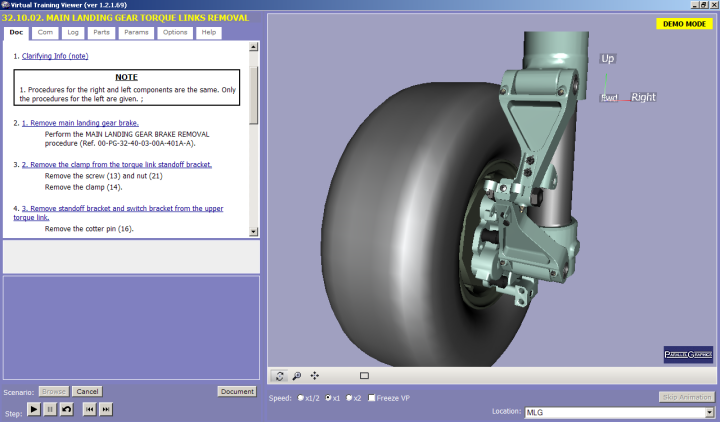 Virtual Training Viewer (ver 1.2.1.69)
32.10.02. MAIN LANDING GEAR TORQUE LINKS REMOVAL
Doc Com Log Parts Params Options Help
1. Clarifying Info (note)
NOTE
1. Procedures for the right and left components are the same. Only
the procedures for the left are given. ;
2. 1. Remove main landing gear brake.
Perform the MAIN LANDING GEAR BRAKE REMOVAL
procedure (Ref. 00-PG-32-40-03-00A-401A-A).
3. 2. Remove the clamp from the torque link standoff bracket.
Remove the screw (13) and nut (21)
Remove the clamp (14).
4. 3. Remove standoff bracket and switch bracket from the upper
torque link.
Remove the cotter pin (16).
DEMO MODE
Up
Fwd Right
PARALLELGRAPHICS
Scenario: Browse Cancel Document
Step:
Speed: x1/2 x1 x2 Freeze VP
Skip Animation
Location: MLG